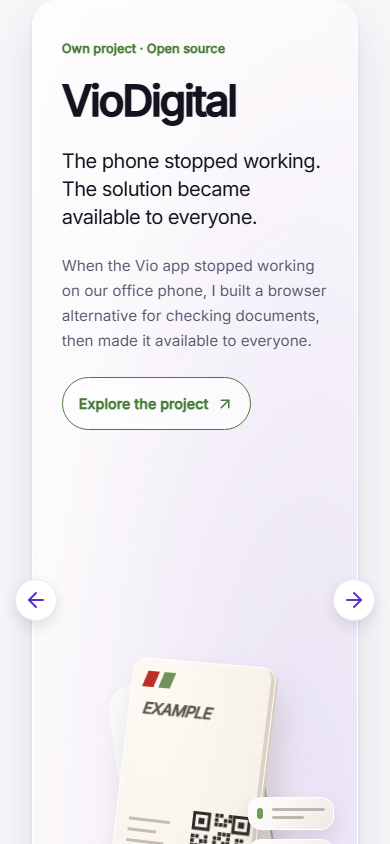 Own project · Open source
VioDigital
The phone stopped working.
The solution became
available to everyone.
When the Vio app stopped working
on our office phone, I built a browser
alternative for checking documents,
then made it available to everyone.
Explore the project
EXAMPLE